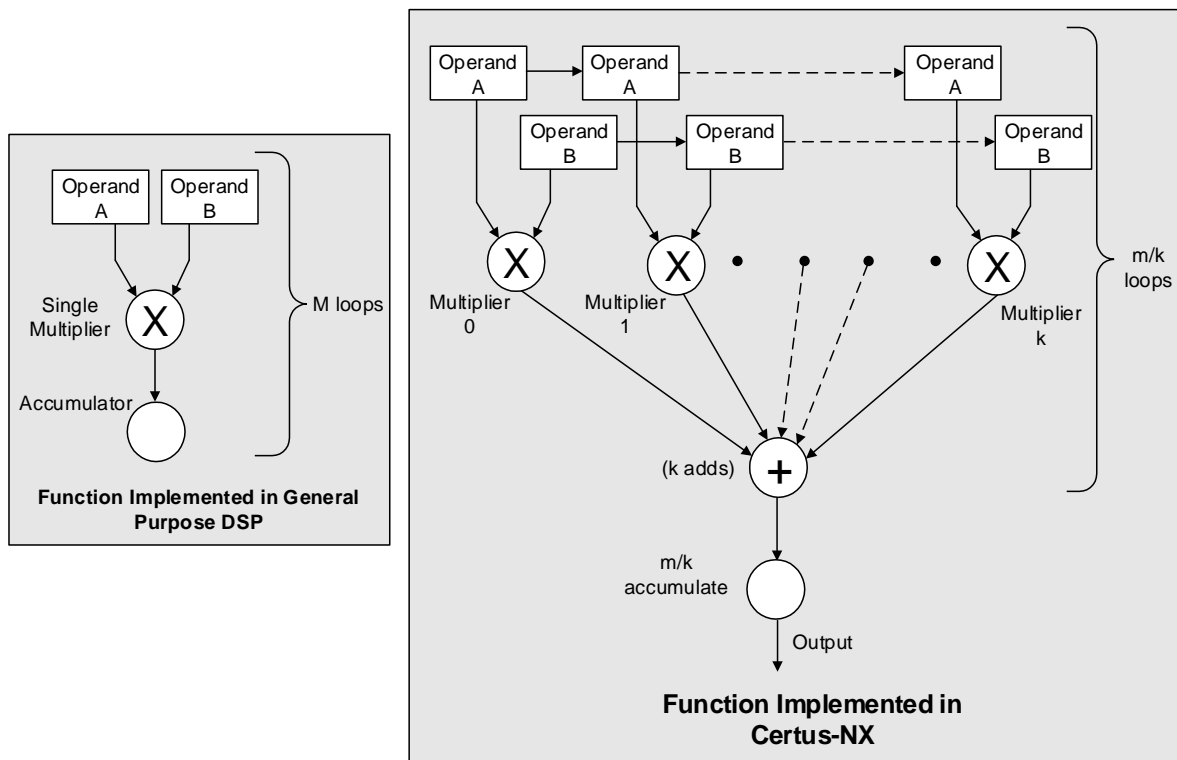 Operand
A
Operand
B
Single
Multiplier
X
M loops
Accumulator
Function Implemented in General
Purpose DSP
Operand
A
Operand
A
Operand
A
Operand
B
Operand
B
Operand
B
X
X
X
Multiplier
0
Multiplier
1
Multiplier
k
m/k
loops
(k adds)
+
m/k
accumulate
Output
Function Implemented in
Certus-NX